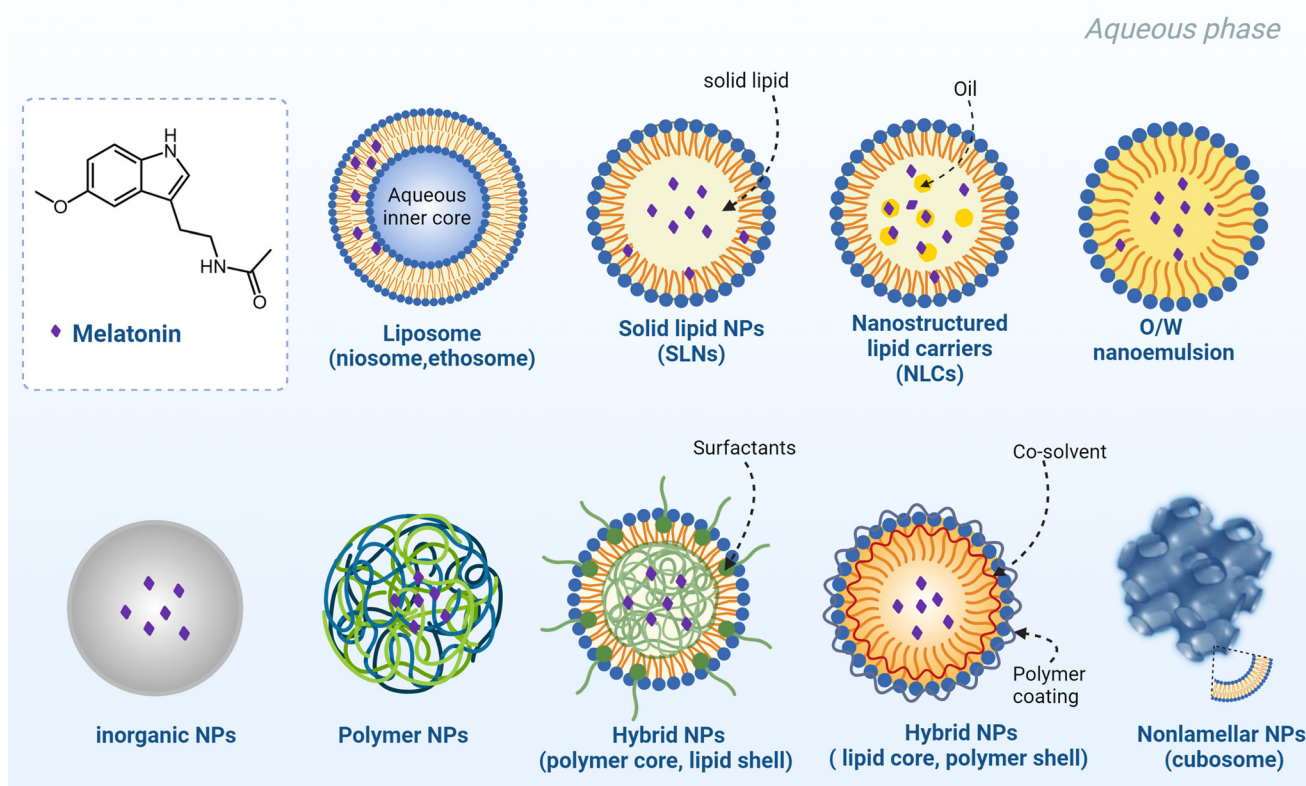 Aqueous phase
solid lipid
Oil
H
N
O
HN
O
Melatonin
Aqueous
inner core
Liposome
(niosome,ethosome)
Solid lipid NPs
(SLNs)
Nanostructured
lipid carriers
(NLCs)
O/W
nanoemulsion
Surfactants
Co-solvent
Polymer
coating
inorganic NPs
Polymer NPs
Hybrid NPs
(polymer core, lipid shell)
Hybrid NPs
( lipid core, polymer shell)
Nonlamellar NPs
(cubosome)